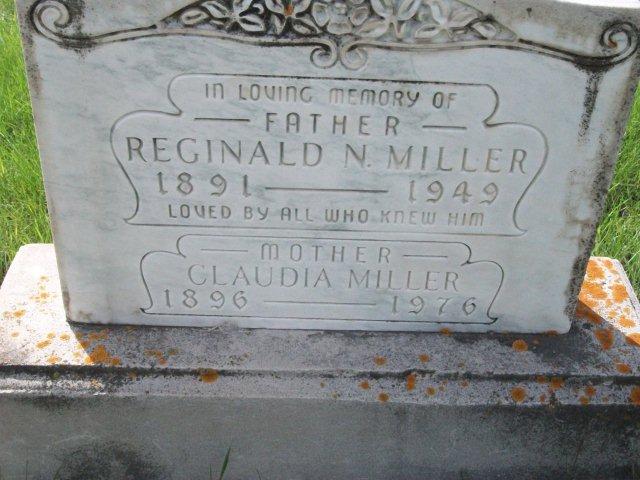 IN LOVING MEMORY OF
FATHER
REGINALD N. MILLER
1891 — 1949
LOVED BY ALL WHO KNEW HIM
MOTHER
CLAUDIA MILLER
1896 — 1976